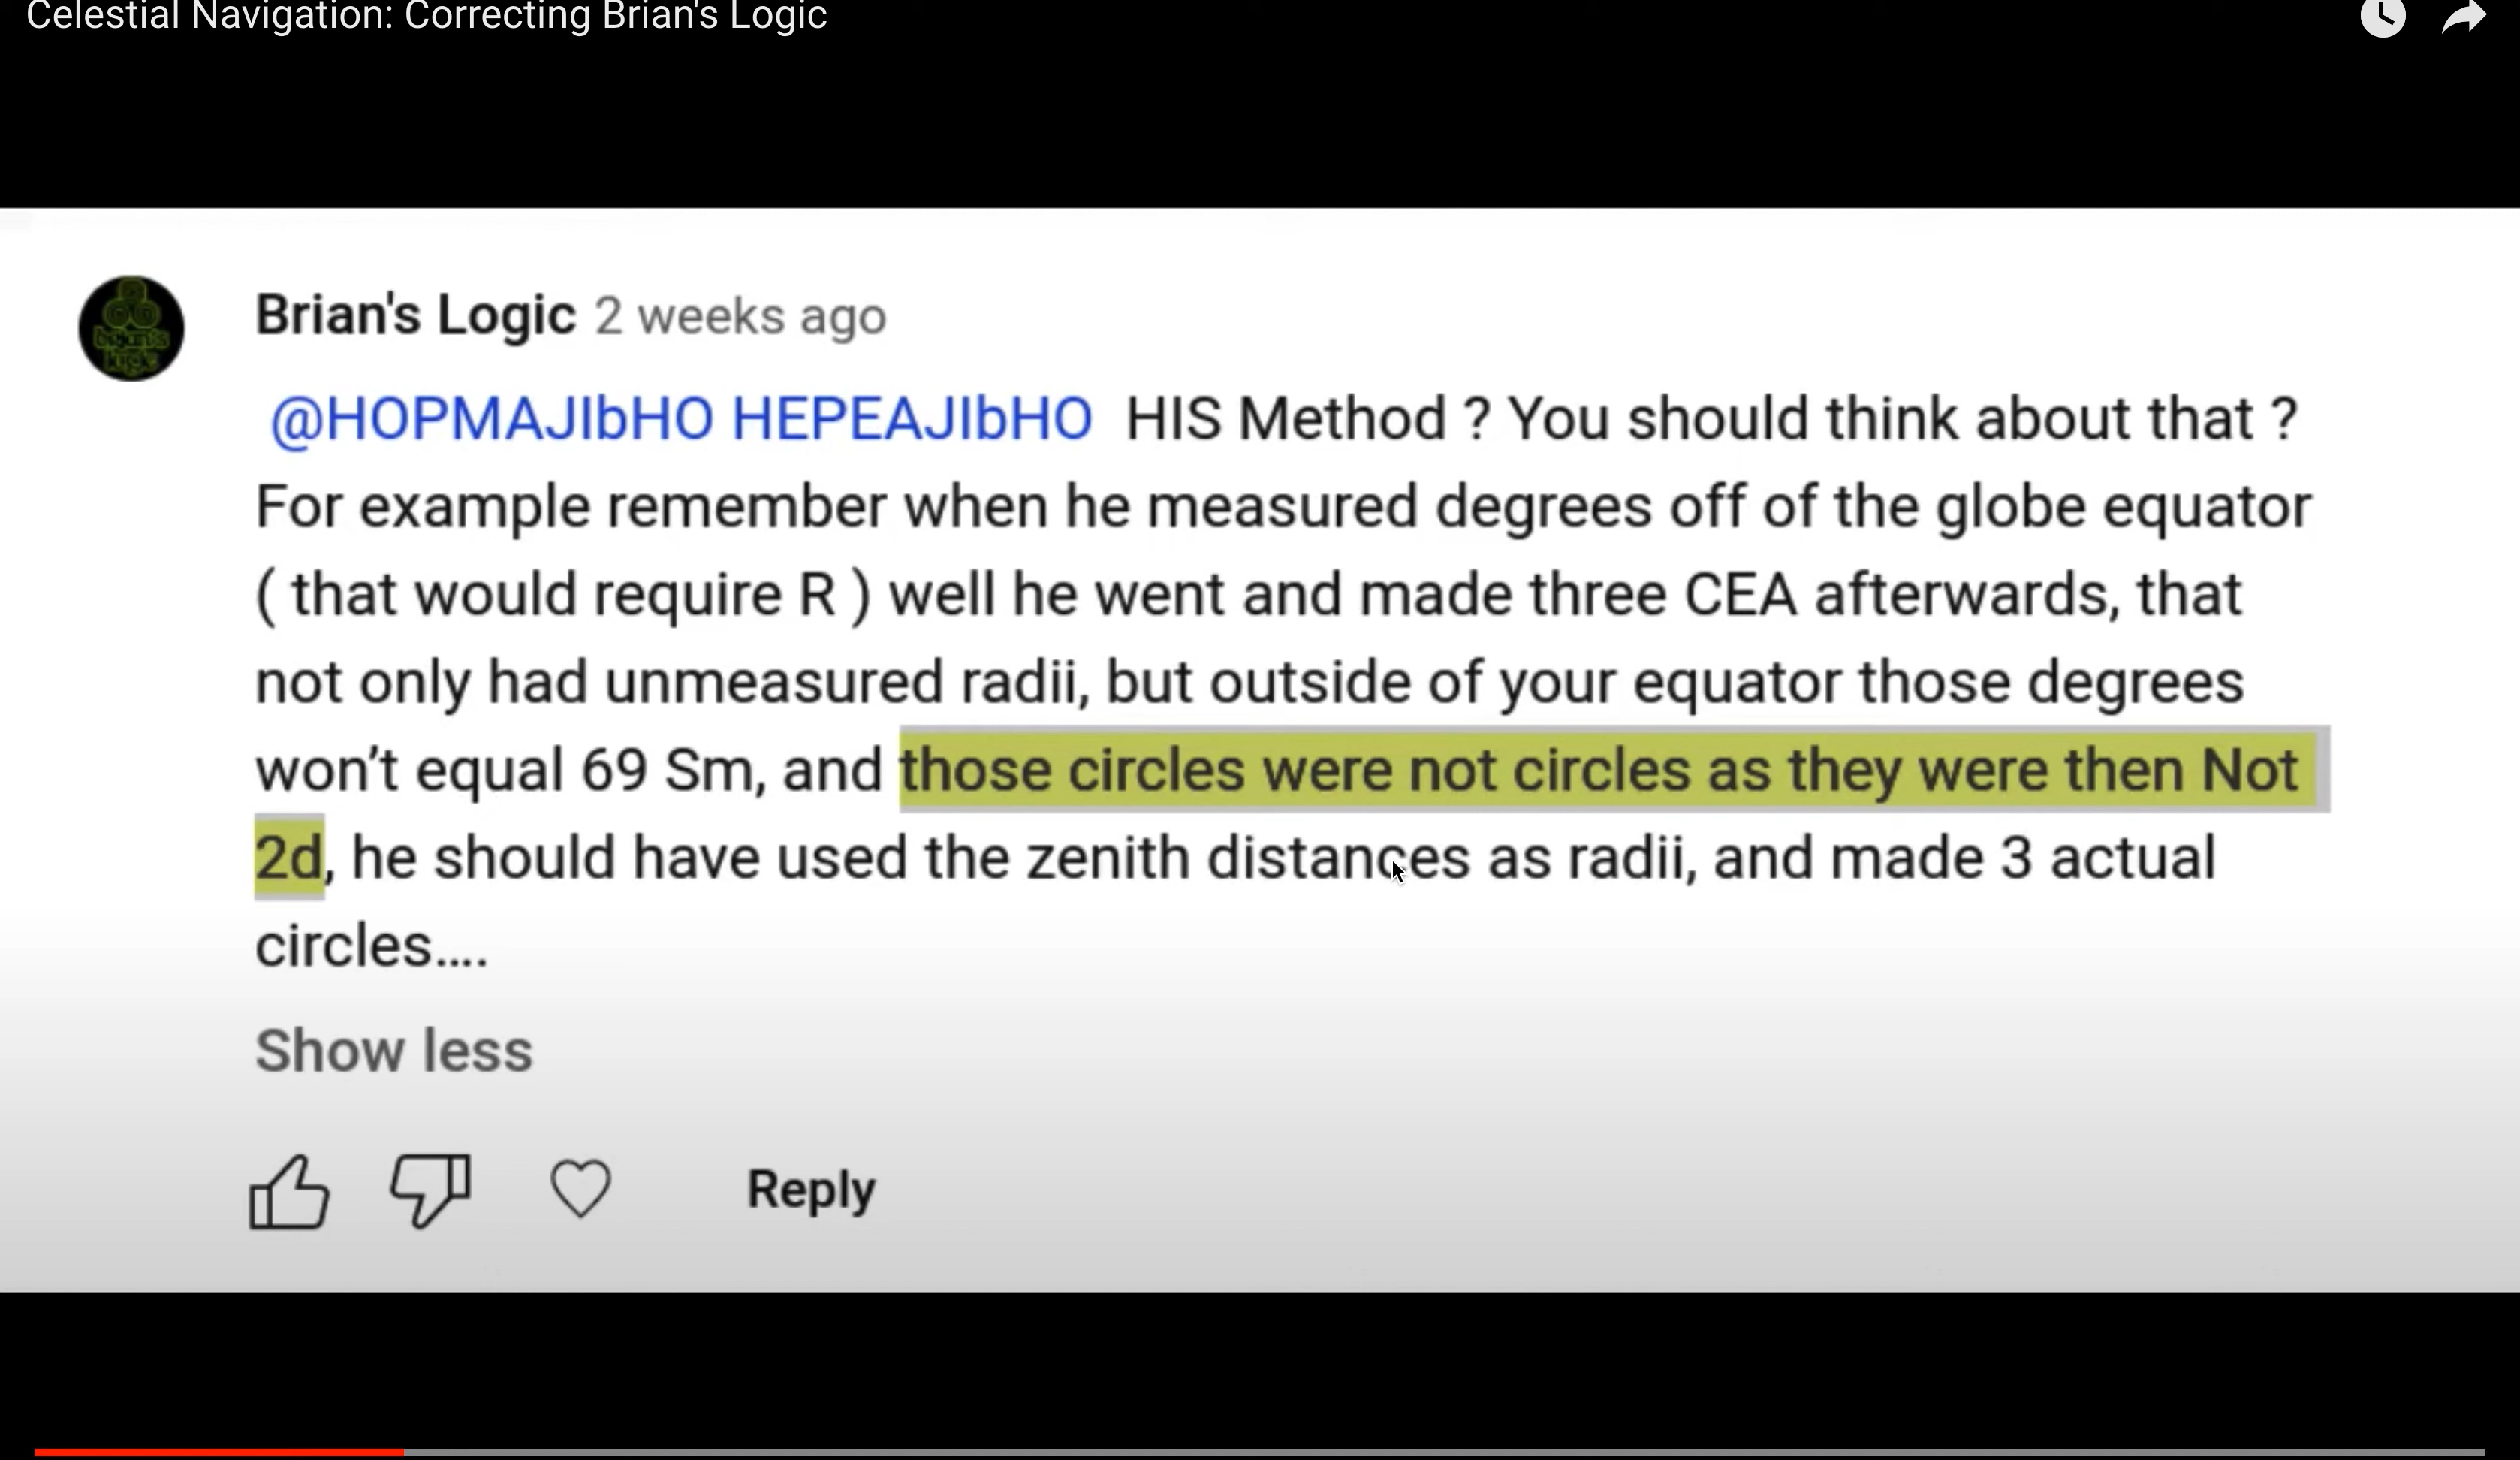 Celestial Navigation: Correcting Brian's Logic
Brian's Logic 2 weeks ago
@HOPMAJIbHO HEPEAJIbHO HIS Method ? You should think about that ?
For example remember when he measured degrees off of the globe equator
( that would require R ) well he went and made three CEA afterwards, that
not only had unmeasured radii, but outside of your equator those degrees
won’t equal 69 Sm, and those circles were not circles as they were then Not
2d, he should have used the zenith distances as radii, and made 3 actual
circles....
Show less
Reply